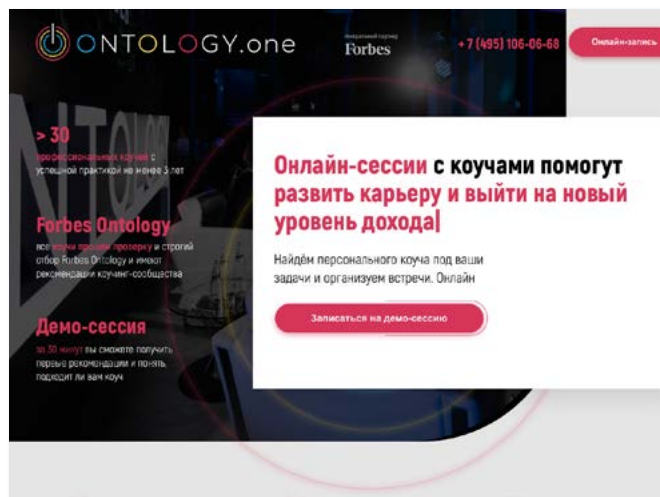 ONTOLOGY.one
генеральный партнер
Forbes
+7 (495) 106-06-68
Онлайн-запись
> 30
профессиональных коучей с
успешной практикой не менее 3 лет
Forbes Ontology
все коучи прошли проверку и строгий
отбор Forbes Ontology и имеют
рекомендации коучинг-сообщества
Демо-сессия
за 30 минут вы сможете получить
первые рекомендации и понять,
подходит ли вам коуч
Онлайн-сессии с коучами помогут
развить карьеру и выйти на новый
уровень дохода|
Найдём персонального коуча под ваши
задачи и организуем встречи. Онлайн
Записаться на демо-сессию